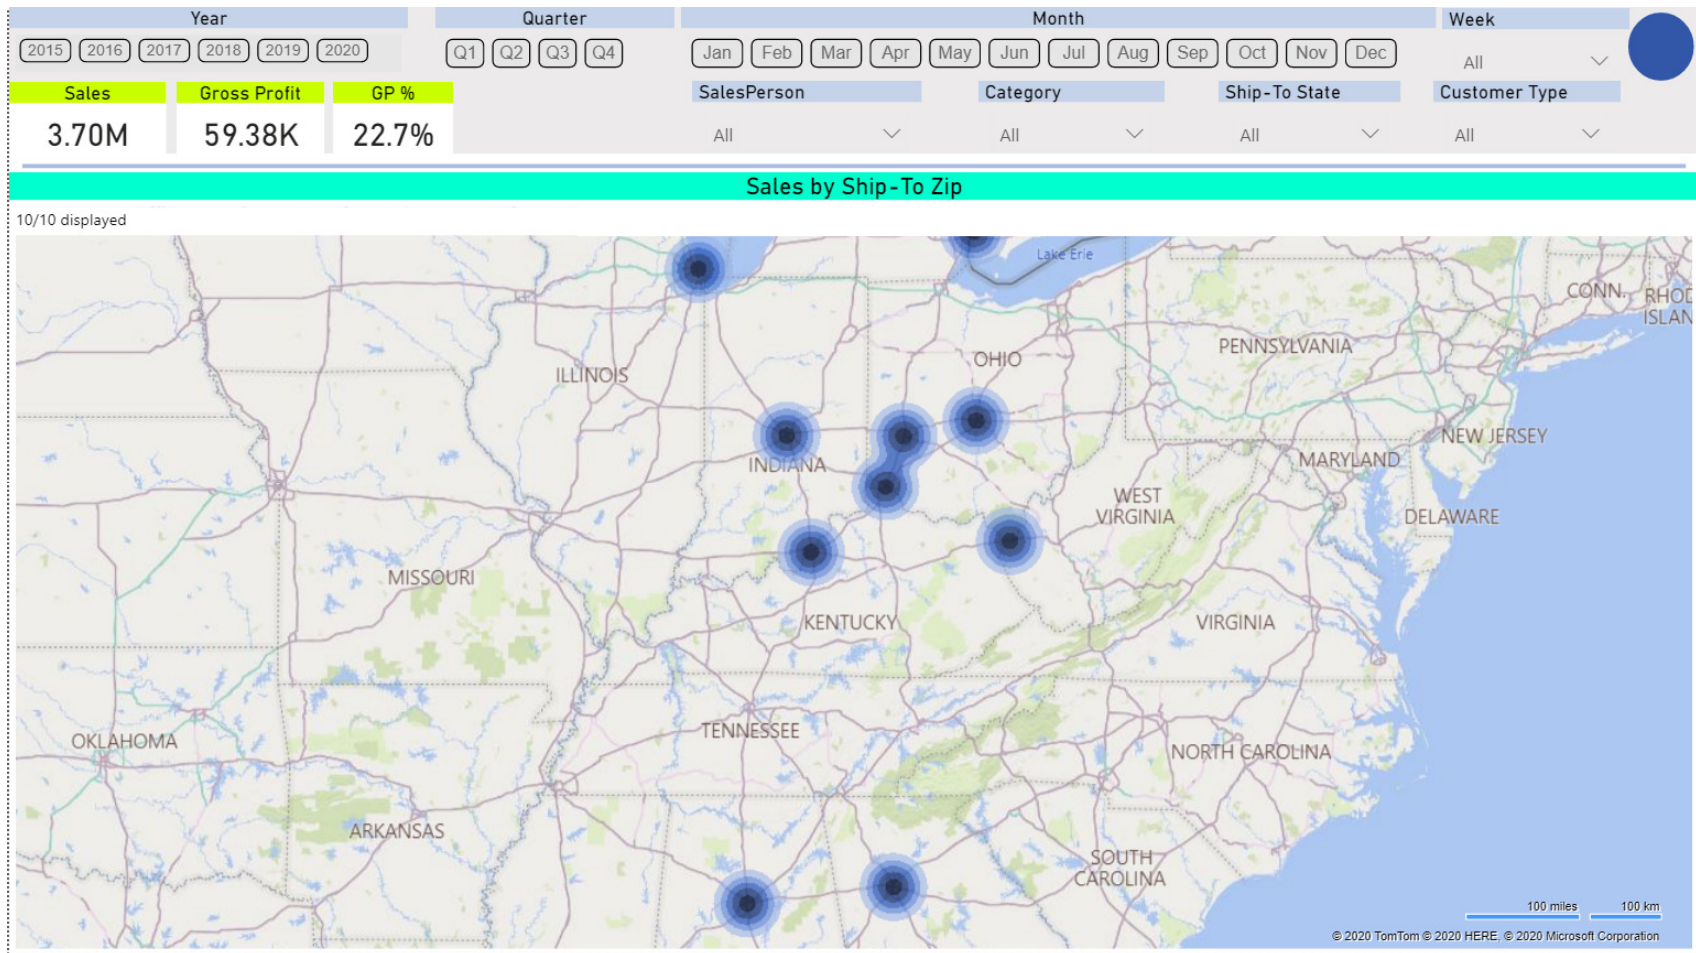 Year Quarter Month Week
2015 2016 2017 2018 2019 2020 Q1 Q2 Q3 Q4 Jan Feb Mar Apr May Jun Jul Aug Sep Oct Nov Dec All
Sales Gross Profit GP % SalesPerson Category Ship-To State Customer Type
3.70M 59.38K 22.7% All All All All
Sales by Ship-To Zip
10/10 displayed
Lake Erie
CONN. RHOD
ISLAN
PENNSYLVANIA
OHIO
ILLINOIS
NEW JERSEY
MARYLAND
INDIANA
WEST
VIRGINIA
DELAWARE
MISSOURI
KENTUCKY
VIRGINIA
TENNESSEE
OKLAHOMA
NORTH CAROLINA
ARKANSAS
SOUTH
CAROLINA
100 miles 100 km
© 2020 TomTom © 2020 HERE, © 2020 Microsoft Corporation